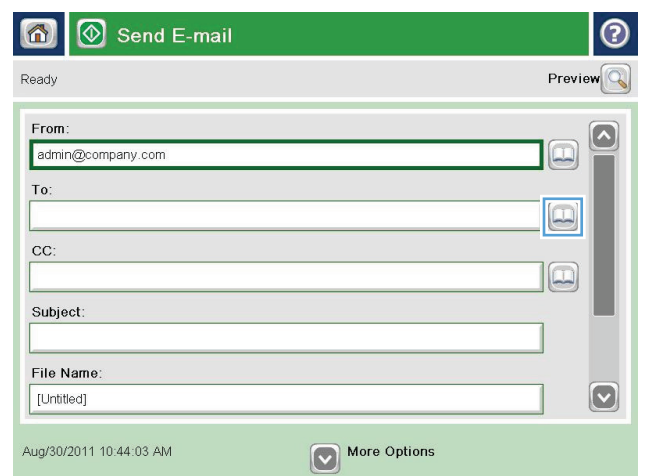 Send E-mail
Ready
Preview
From:
admin@company.com
To:
CC:
Subject:
File Name:
[Untitled]
Aug/30/2011 10:44:03 AM
More Options